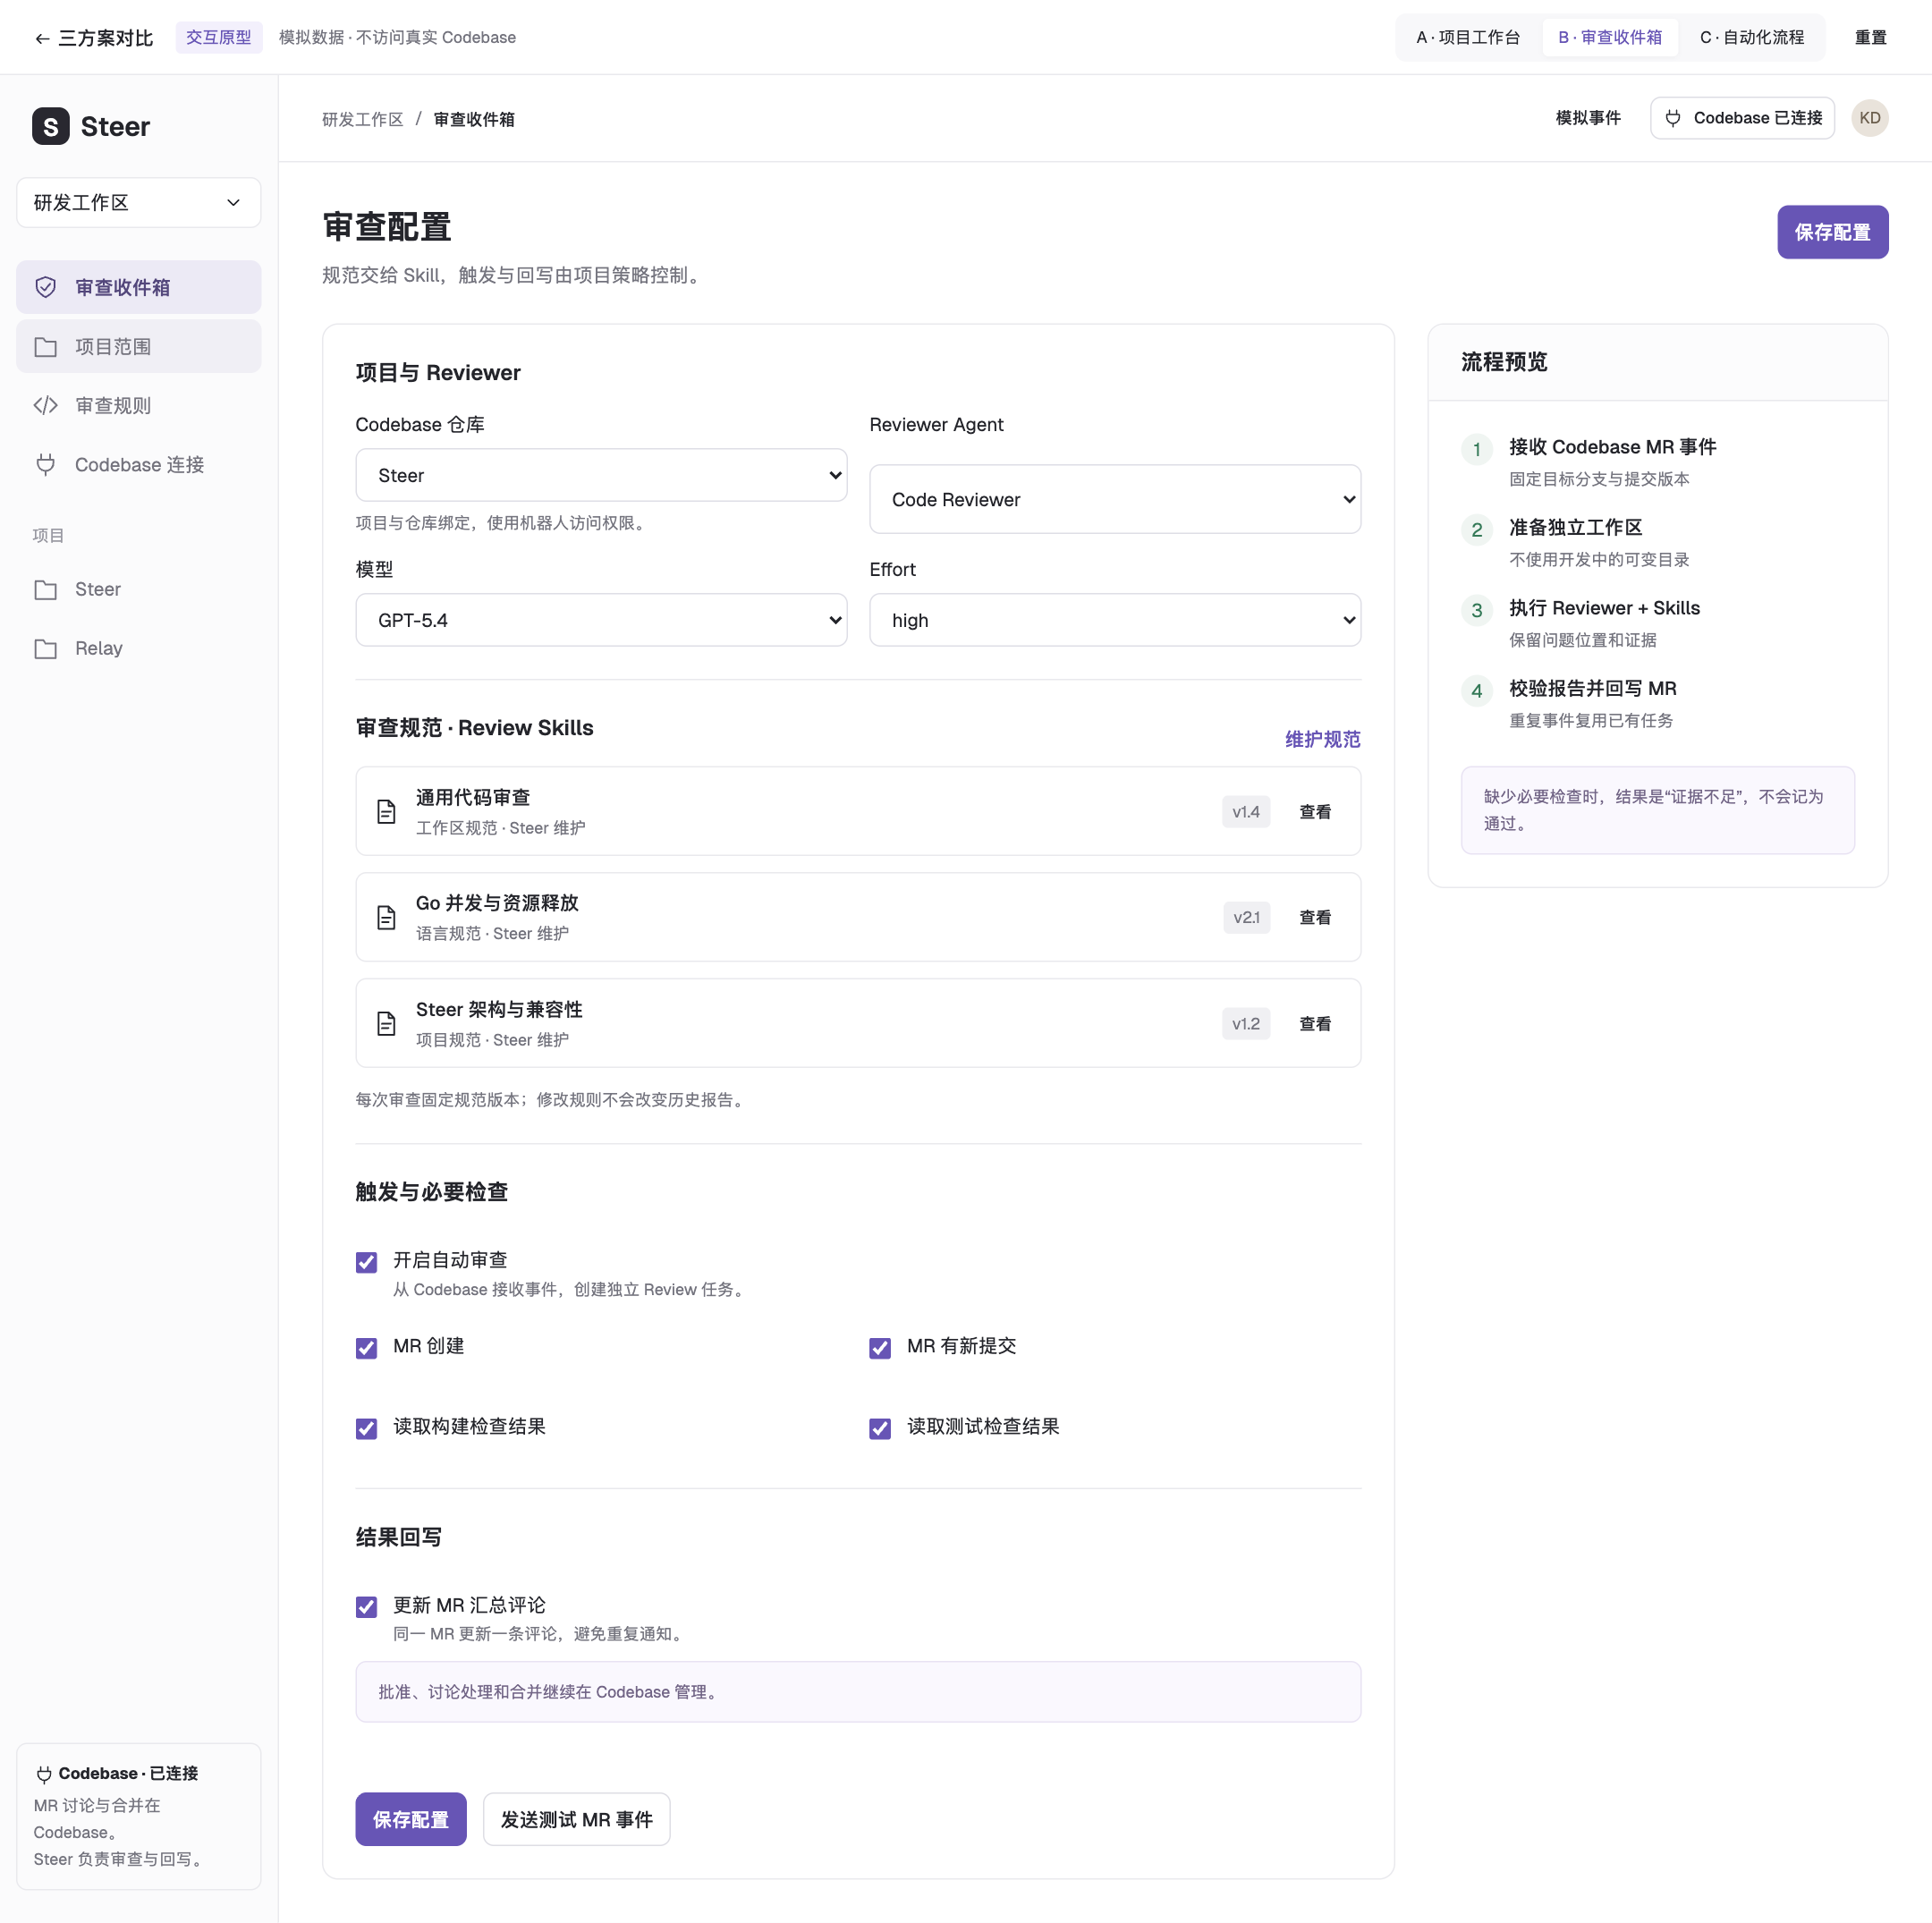 ← 三方案对比
交互原型
模拟数据 · 不访问真实 Codebase
A · 项目工作台
B · 审查收件箱
C · 自动化流程
重置
S Steer
研发工作区
审查收件箱
项目范围
审查规则
Codebase 连接
项目
Steer
Relay
Codebase · 已连接
MR 讨论与合并在
Codebase。
Steer 负责审查与回写。
研发工作区 / 审查收件箱
模拟事件
Codebase 已连接
KD
审查配置
规范交给 Skill，触发与回写由项目策略控制。
保存配置
项目与 Reviewer
Codebase 仓库
Steer
项目与仓库绑定，使用机器人访问权限。
Reviewer Agent
Code Reviewer
模型
GPT-5.4
Effort
high
审查规范 · Review Skills
维护规范
通用代码审查
工作区规范 · Steer 维护
v1.4
查看
Go 并发与资源释放
语言规范 · Steer 维护
v2.1
查看
Steer 架构与兼容性
项目规范 · Steer 维护
v1.2
查看
每次审查固定规范版本；修改规则不会改变历史报告。
触发与必要检查
开启自动审查
从 Codebase 接收事件，创建独立 Review 任务。
MR 创建
MR 有新提交
读取构建检查结果
读取测试检查结果
结果回写
更新 MR 汇总评论
同一 MR 更新一条评论，避免重复通知。
批准、讨论处理和合并继续在 Codebase 管理。
保存配置
发送测试 MR 事件
流程预览
1
接收 Codebase MR 事件
固定目标分支与提交版本
2
准备独立工作区
不使用开发中的可变目录
3
执行 Reviewer + Skills
保留问题位置和证据
4
校验报告并回写 MR
重复事件复用已有任务
缺少必要检查时，结果是“证据不足”，不会记为
通过。